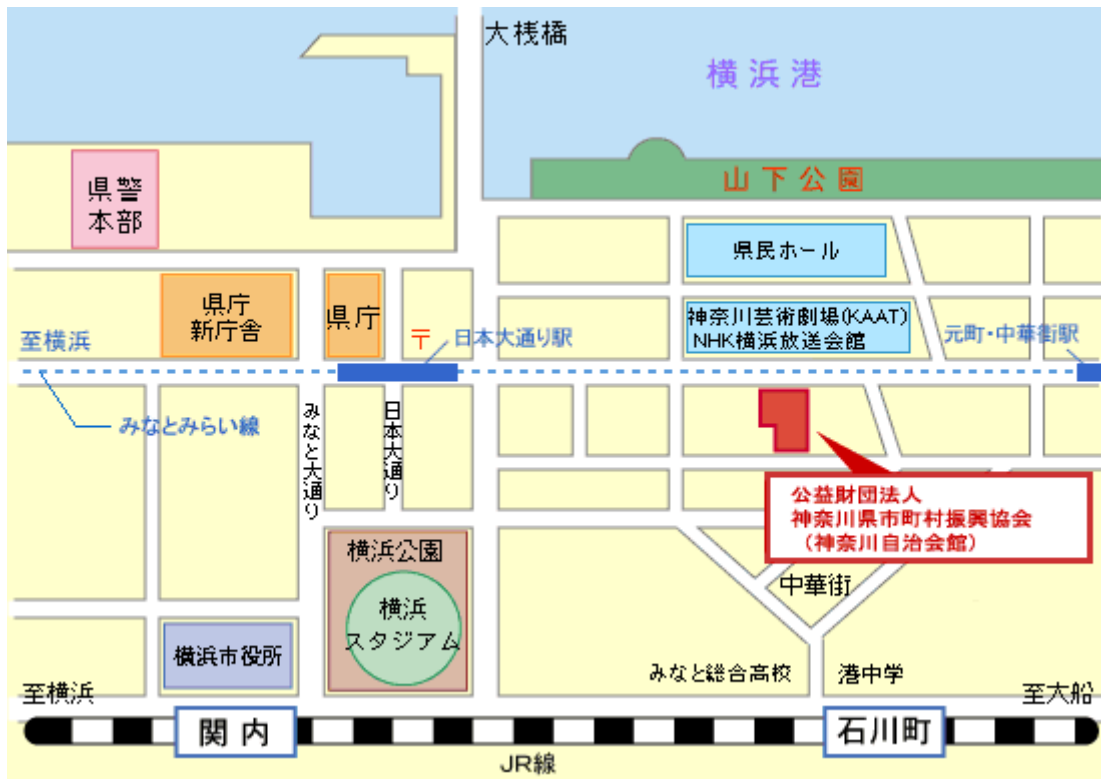 大桟橋
横浜港
山下公園
県警
本部
県民ホール
県庁
新庁舎
県庁
神奈川芸術劇場(KAAT)
NHK横浜放送会館
〒
日本大通り駅
至横浜
元町・中華街駅
みなとみらい線
みなと大通り
日本大通り
公益財団法人
神奈川県市町村振興協会
(神奈川自治会館)
横浜公園
横浜
スタジアム
中華街
横浜市役所
みなと総合高校
港中学
至横浜
至大船
関内
石川町
JR線